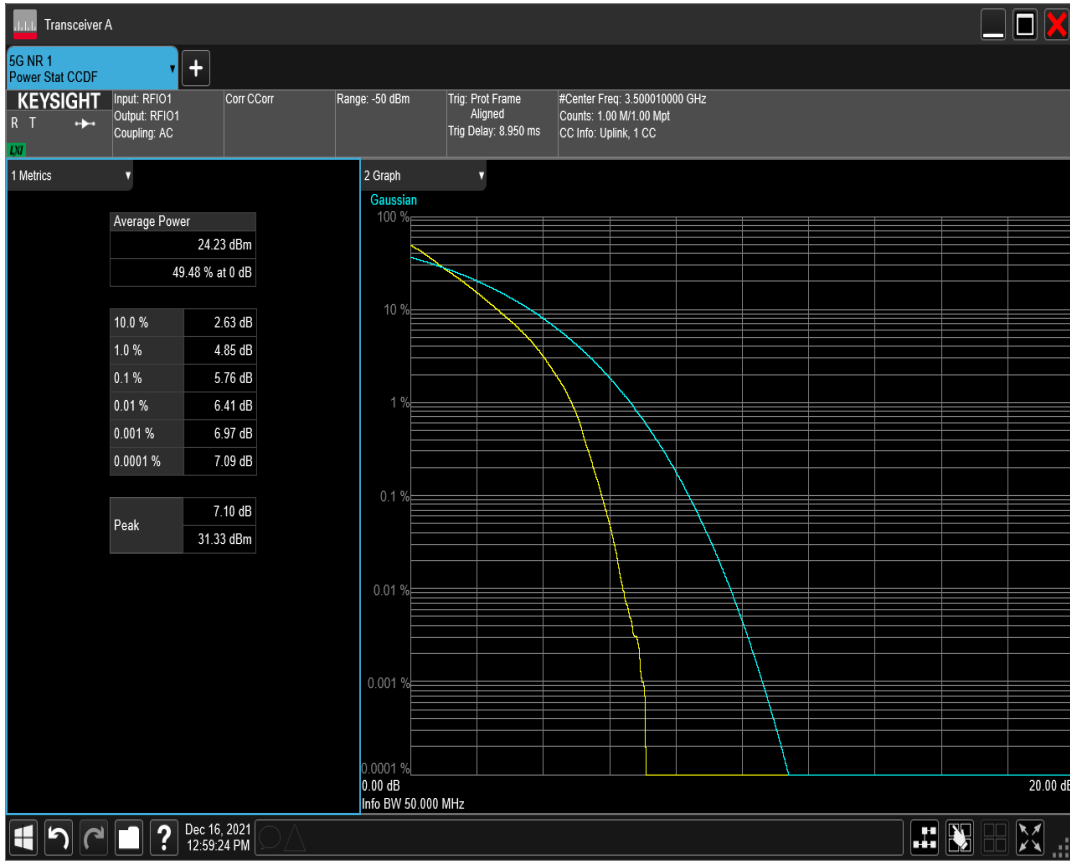 Transceiver A
5G NR 1
Power Stat CCDF
+
KEYSIGHT
R T
LXI
Input: RFIO1
Output: RFIO1
Coupling: AC
Corr CCorr
Range: -50 dBm
Trig: Prot Frame
Aligned
Trig Delay: 8.950 ms
#Center Freq: 3.500010000 GHz
Counts: 1.00 M/1.00 Mpt
CC Info: Uplink, 1 CC
1 Metrics
Average Power
24.23 dBm
49.48 % at 0 dB
10.0 % 2.63 dB
1.0 % 4.85 dB
0.1 % 5.76 dB
0.01 % 6.41 dB
0.001 % 6.97 dB
0.0001 % 7.09 dB
Peak
7.10 dB
31.33 dBm
2 Graph
Gaussian
100 %
10 %
1 %
0.1 %
0.01 %
0.001 %
0.0001 %
0.00 dB
20.00 dB
Info BW 50.000 MHz
?
Dec 16, 2021
12:59:24 PM